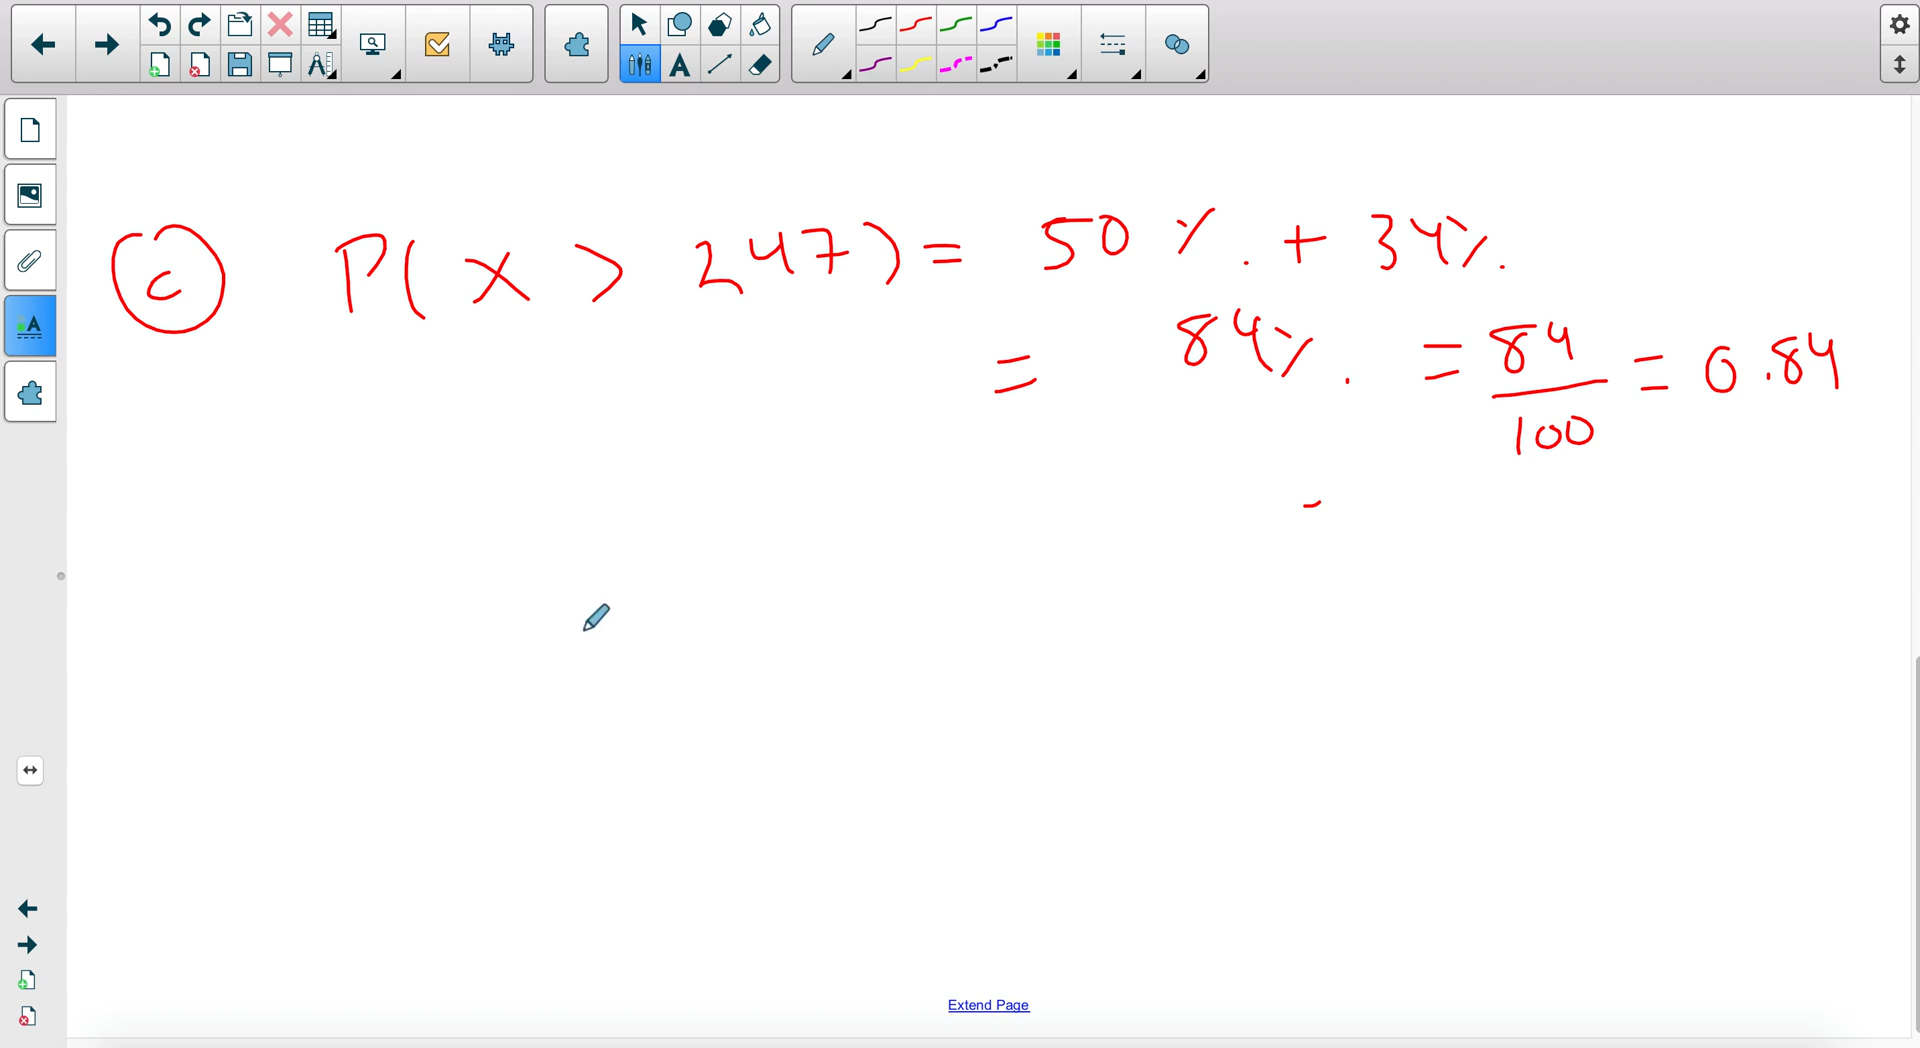 (c) P( x > 247) = 50 % + 34%
= 84% = 84/100 = 0.84
Extend Page